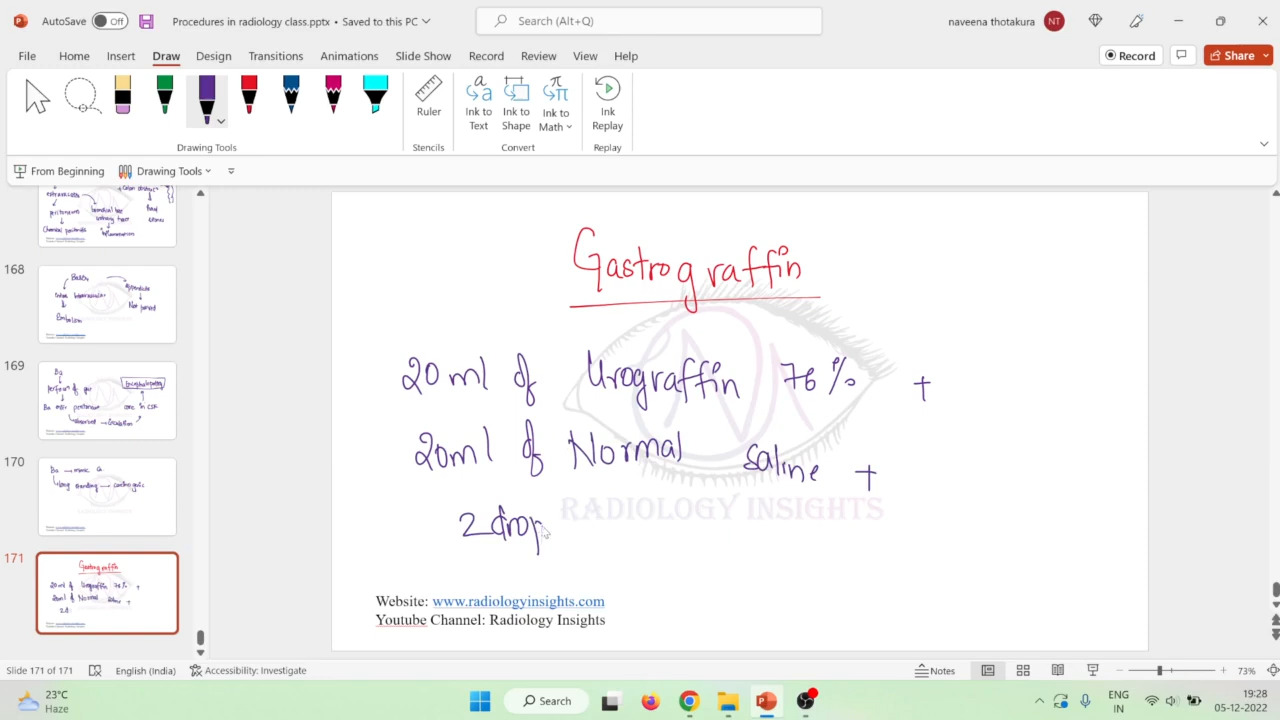 AutoSave Off Procedures in radiology class.pptx • Saved to this PC Search (Alt+Q) naveena thotakura NT
File Home Insert Draw Design Transitions Animations Slide Show Record Review View Help Record Share
Ruler
Ink to Text
Ink to Shape
Ink to Math
Ink Replay
Drawing Tools Stencils Convert Replay
From Beginning Drawing Tools
168
169
170
171
Gastrograffin
20 ml of Urograffin 76% +
20ml of Normal Saline +
2 drop
RADIOLOGY INSIGHTS
Website: www.radiologyinsights.com
Youtube Channel: Radiology Insights
Slide 171 of 171 English (India) Accessibility: Investigate Notes 73%
23°C
Haze
Search
ENG
IN
19:28
05-12-2022